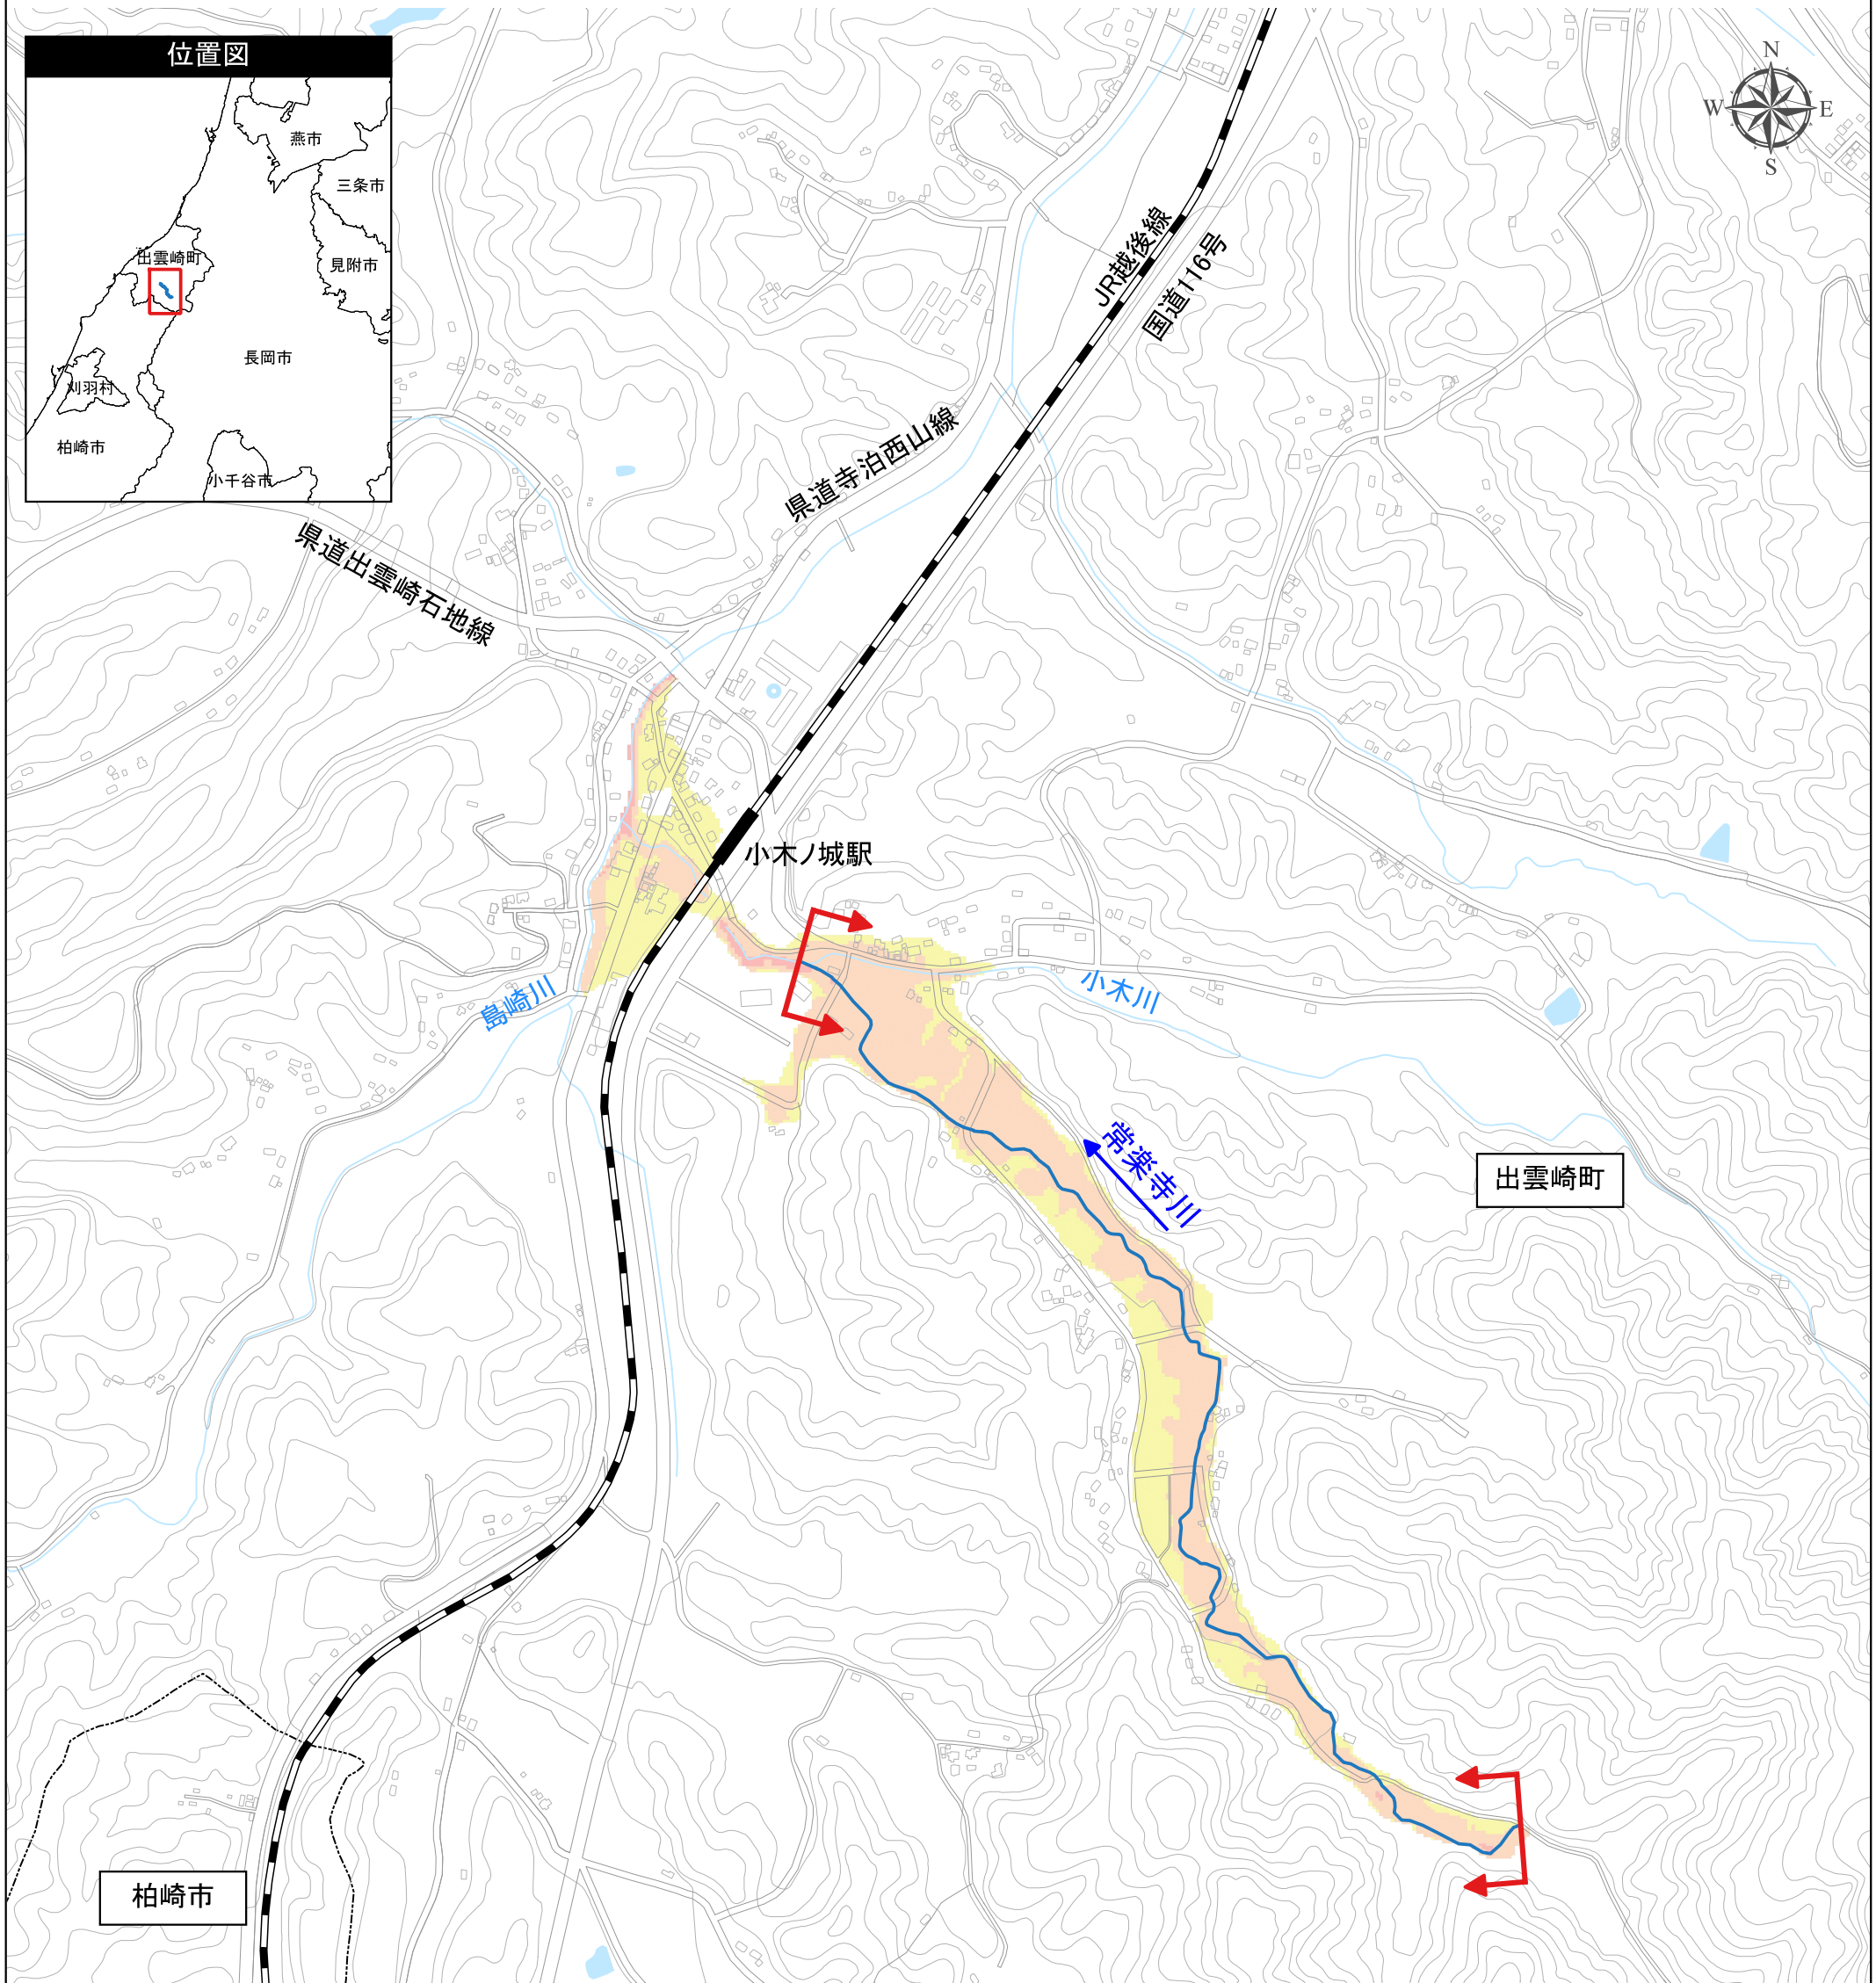 位置図
燕市
三条市
出雲崎町
見附市
長岡市
刈羽村
柏崎市
小千谷市
N
W
E
S
JR越後線
国道116号
県道寺泊西山線
県道出雲崎石地線
小木ノ城駅
島崎川
小木川
常楽寺川
出雲崎町
柏崎市